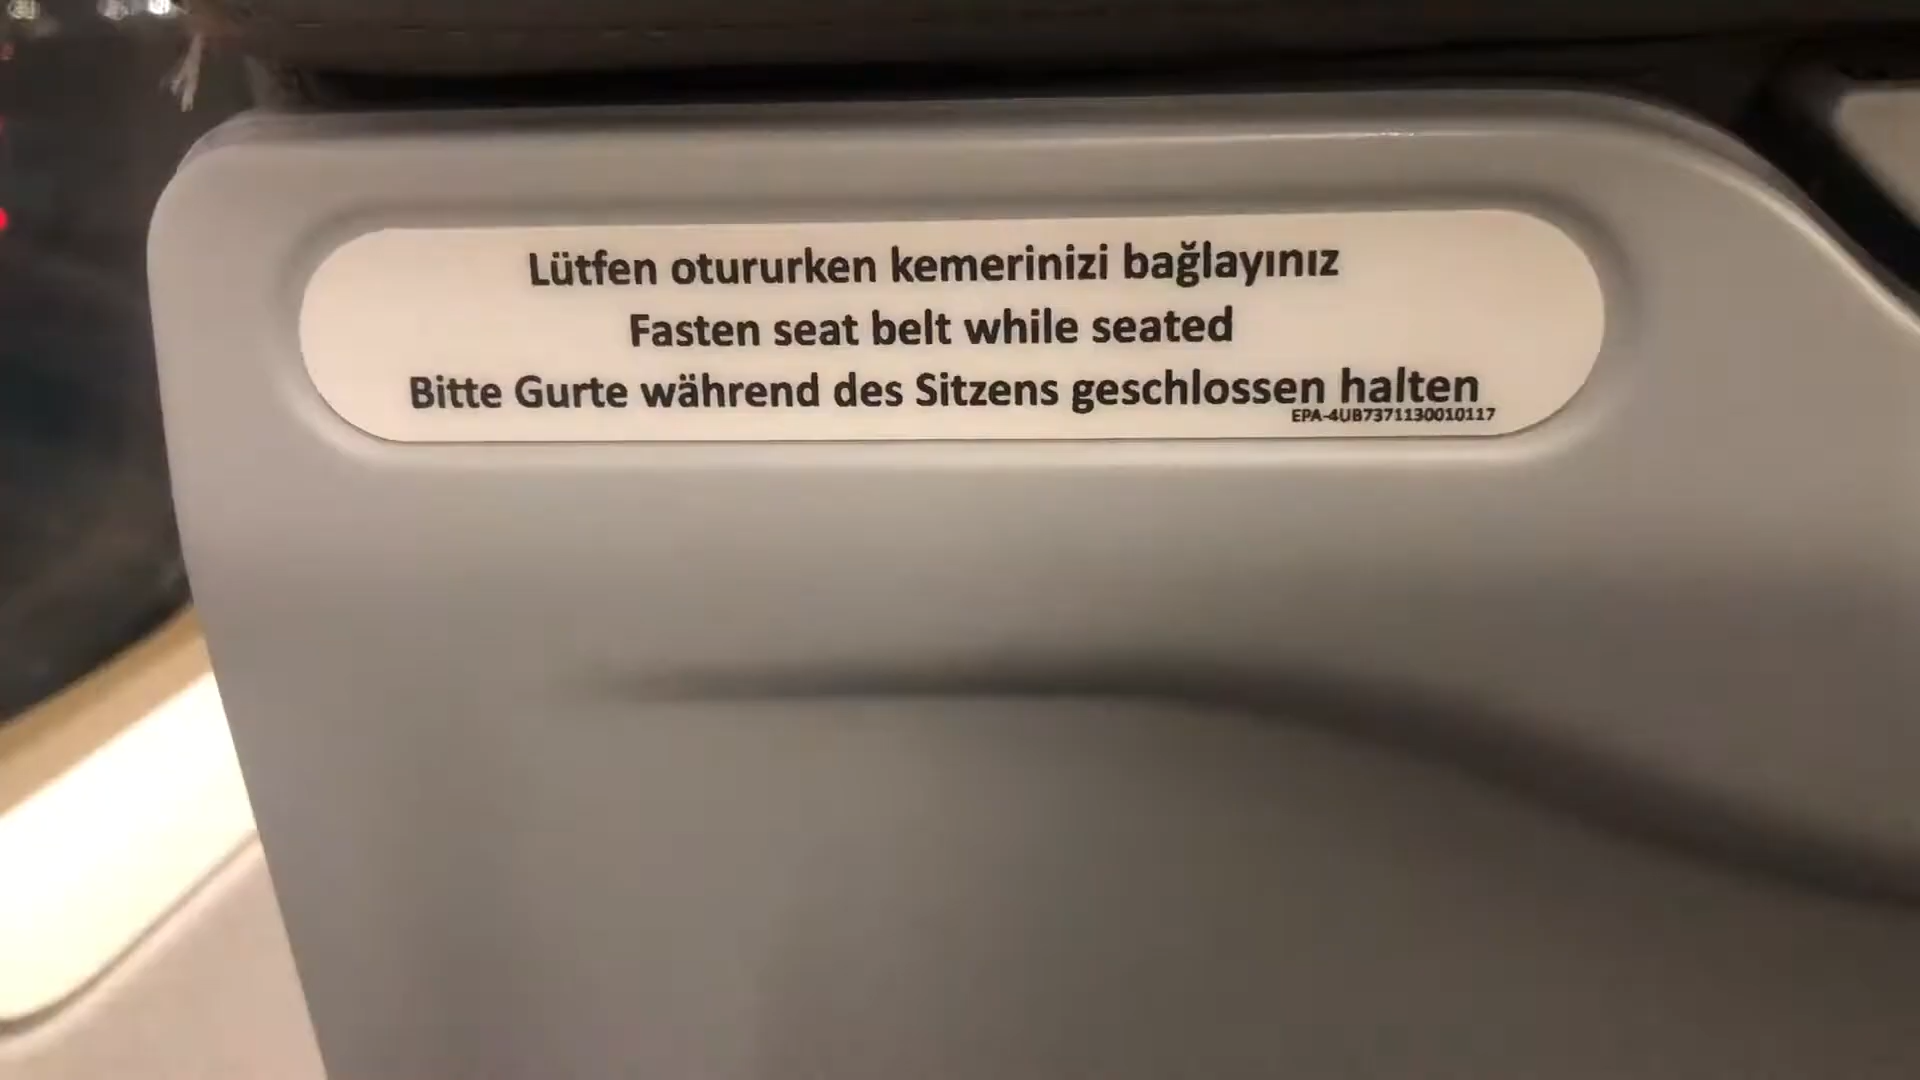 Lütfen otururken kemerinizi bağlayınız
Fasten seat belt while seated
Bitte Gurte während des Sitzens geschlossen halten
EPA-4UB7371130010117